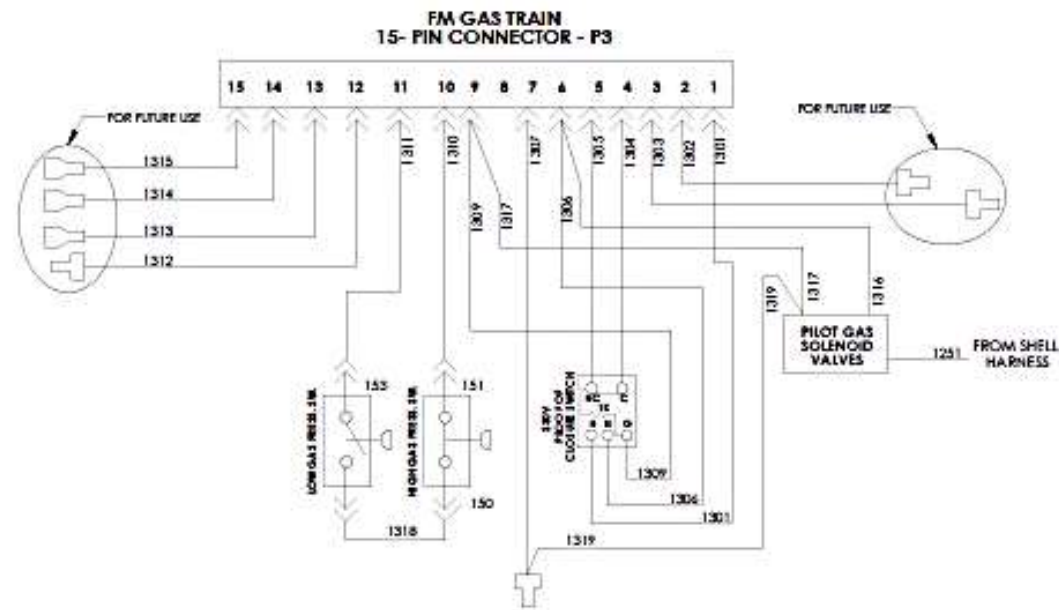 FM GAS TRAIN
15- PIN CONNECTOR - P3
15 14 13 12 11 10 9 8 7 6 5 4 3 2 1
FOR FUTURE USE
FOR FUTURE USE
1315
1314
1313
1312
1311
1310
1309
1317
1307
1306
1305
1304
1303
1302
1301
1319
1317
1316
PILOT GAS
SOLENOID
VALVES
1251
FROM SHELL
HARNESS
153
151
LOW GAS PRESS. SW.
HIGH GAS PRESS. SW.
CLOSURE SWITCH
1309
150
1306
1318
1301
1319